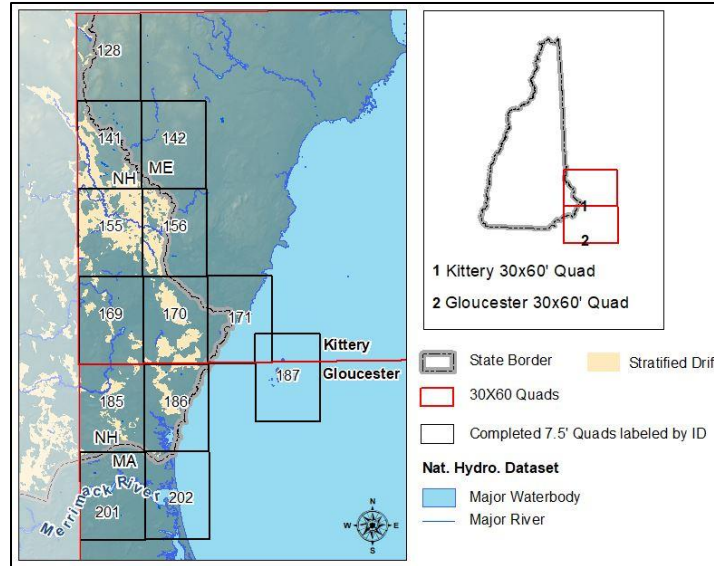 128
141
142
ME
NH
155
156
169
170
171
Kittery
Gloucester
187
185
186
NH
MA
Merrimack River
201
202
N
W
E
S
1
2
1 Kittery 30x60' Quad
2 Gloucester 30x60' Quad
State Border
Stratified Drif
30X60 Quads
Completed 7.5' Quads labeled by ID
Nat. Hydro. Dataset
Major Waterbody
Major River